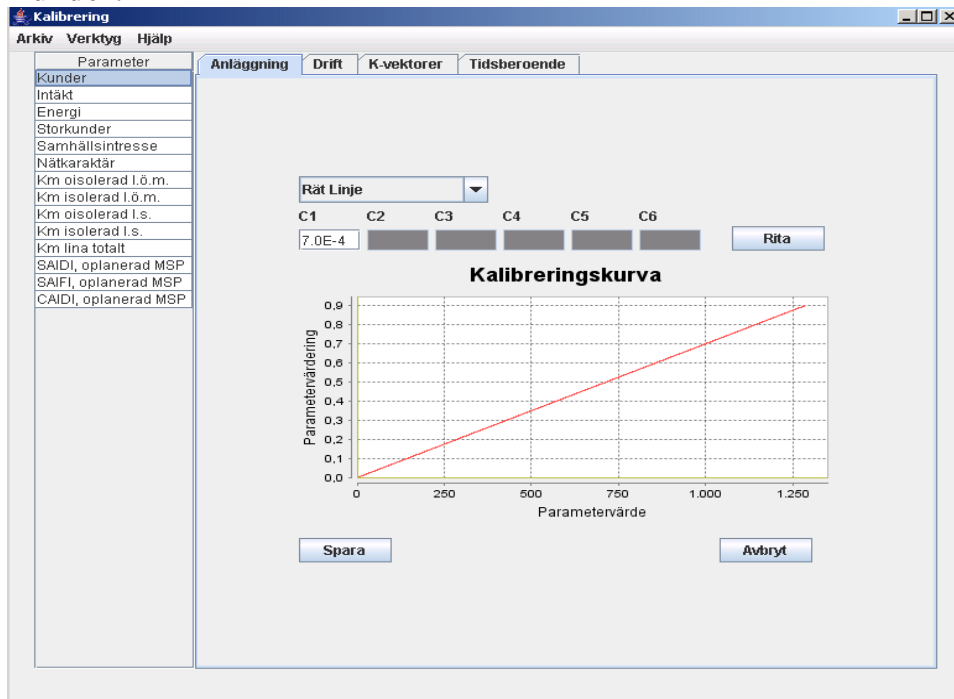 Kalibrering
Arkiv Verktyg Hjälp
Parameter
Kunder
Intäkt
Energi
Storkunder
Samhällsintresse
Nätkaraktär
Km oisolerad l.ö.m.
Km isolerad l.ö.m.
Km oisolerad l.s.
Km isolerad l.s.
Km lina totalt
SAIDI, oplanerad MSP
SAIFI, oplanerad MSP
CAIDI, oplanerad MSP
Anläggning Drift K-vektorer Tidsberoende
Rät Linje
C1 C2 C3 C4 C5 C6
7.0E-4
Rita
Kalibreringskurva
Parametervärdering
0,9
0,8
0,7
0,6
0,5
0,4
0,3
0,2
0,1
0,0
0 250 500 750 1.000 1.250
Parametervärde
Spara Avbryt